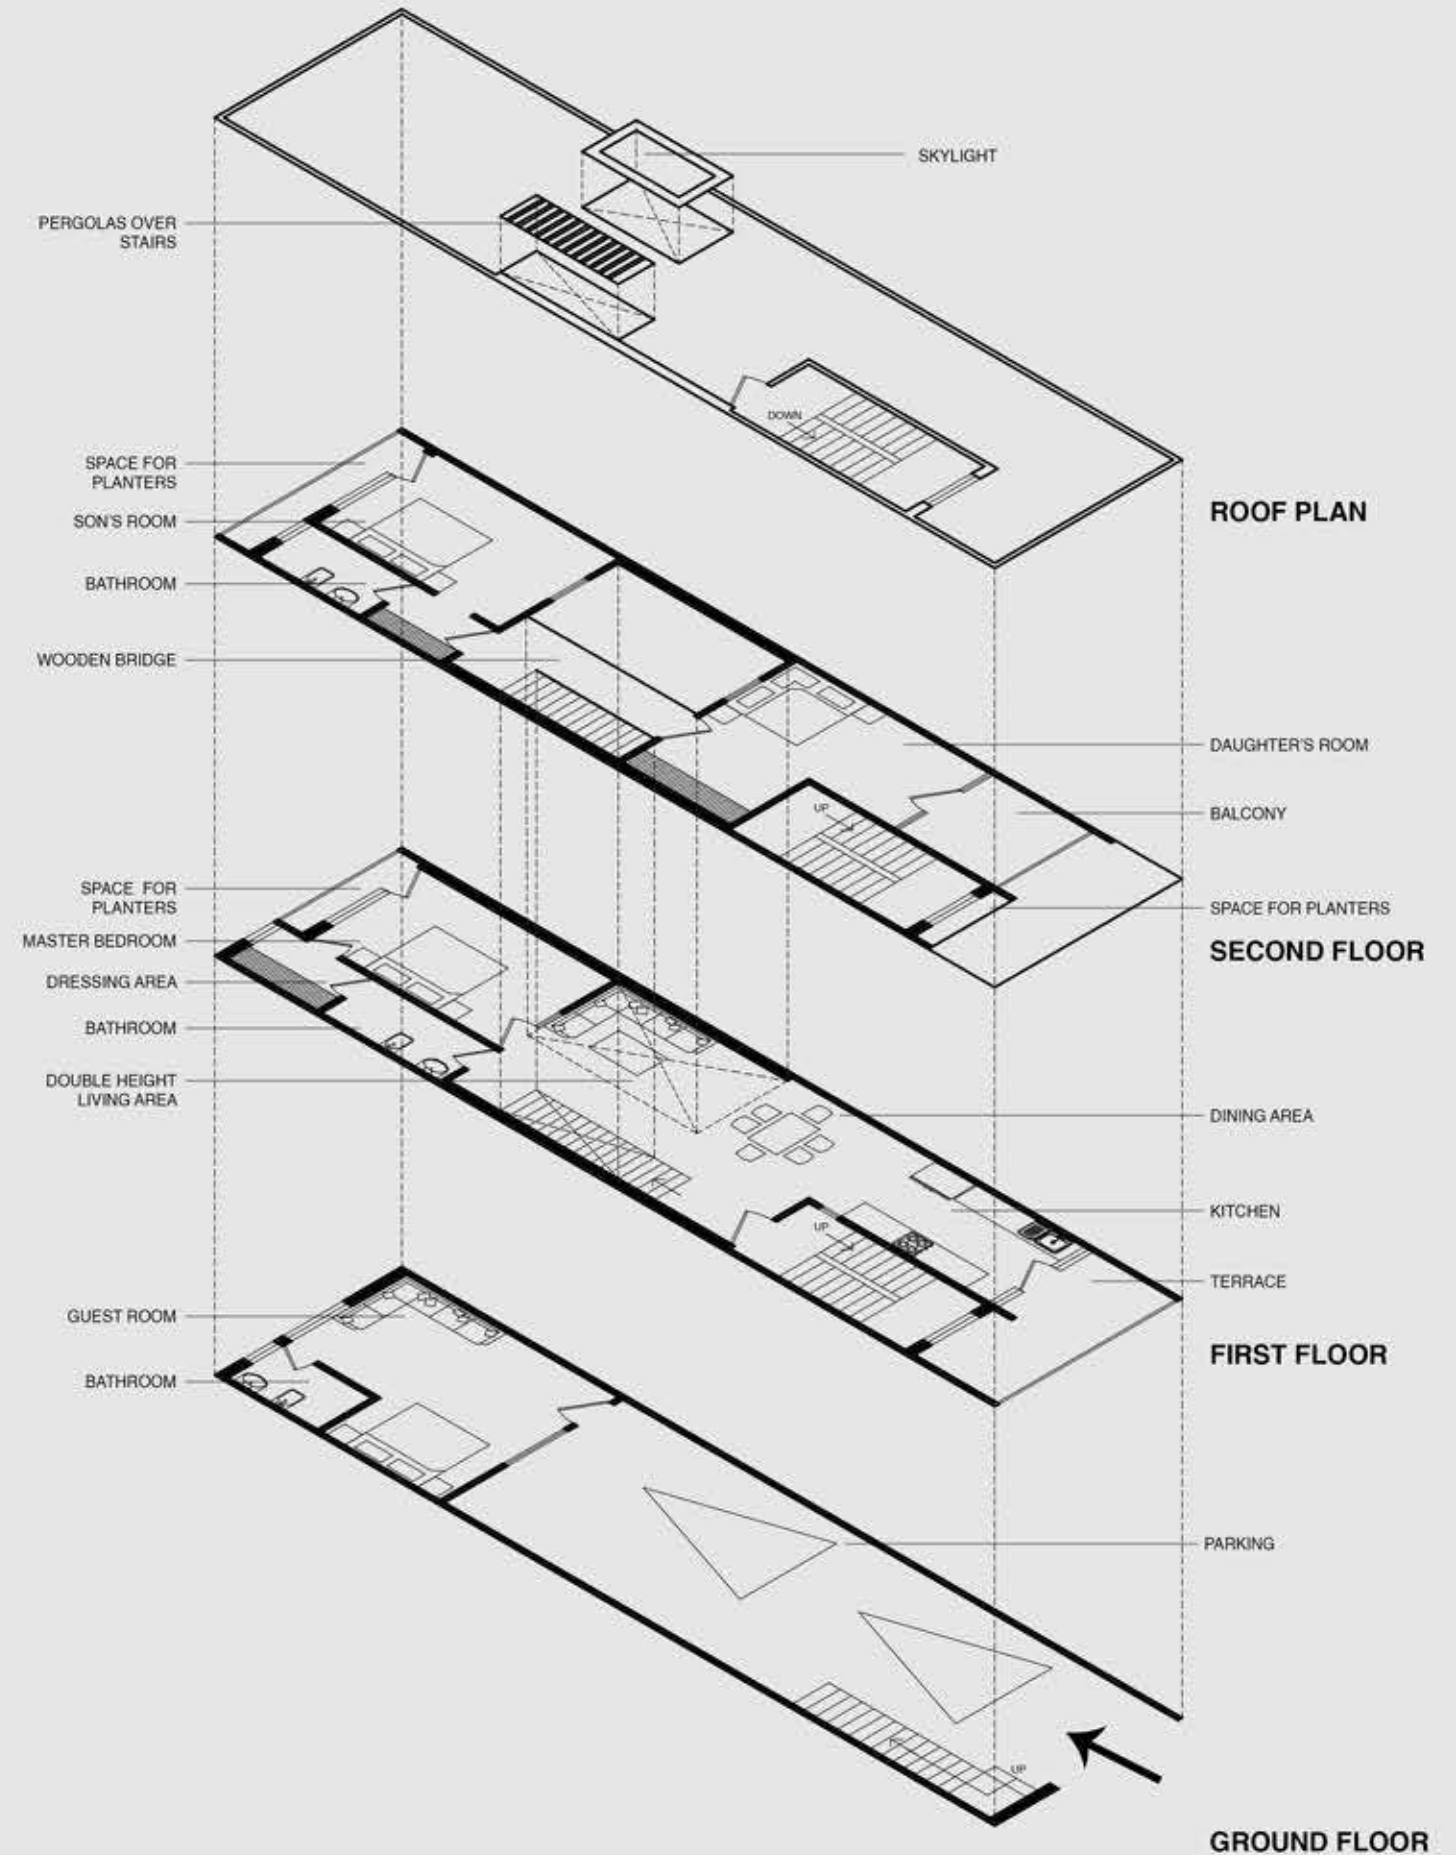 SKYLIGHT
PERGOLAS OVER
STAIRS
DOWN
ROOF PLAN
SPACE FOR
PLANTERS
SON'S ROOM
BATHROOM
WOODEN BRIDGE
DAUGHTER'S ROOM
UP
BALCONY
SPACE FOR PLANTERS
SECOND FLOOR
SPACE FOR
PLANTERS
MASTER BEDROOM
DRESSING AREA
BATHROOM
DOUBLE HEIGHT
LIVING AREA
DINING AREA
KITCHEN
UP
TERRACE
FIRST FLOOR
GUEST ROOM
BATHROOM
PARKING
UP
GROUND FLOOR